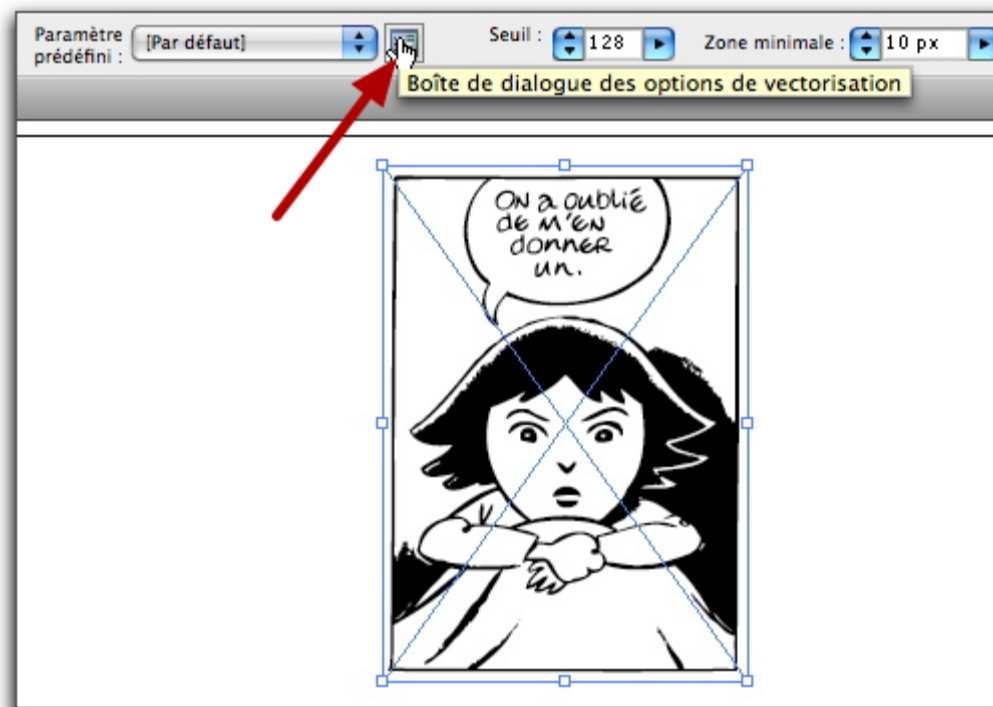 Paramètre
prédéfini :
[Par défaut]
Seuil : 128
Zone minimale : 10 px
Boîte de dialogue des options de vectorisation
ON a oublié
de M'EN
donner
un.